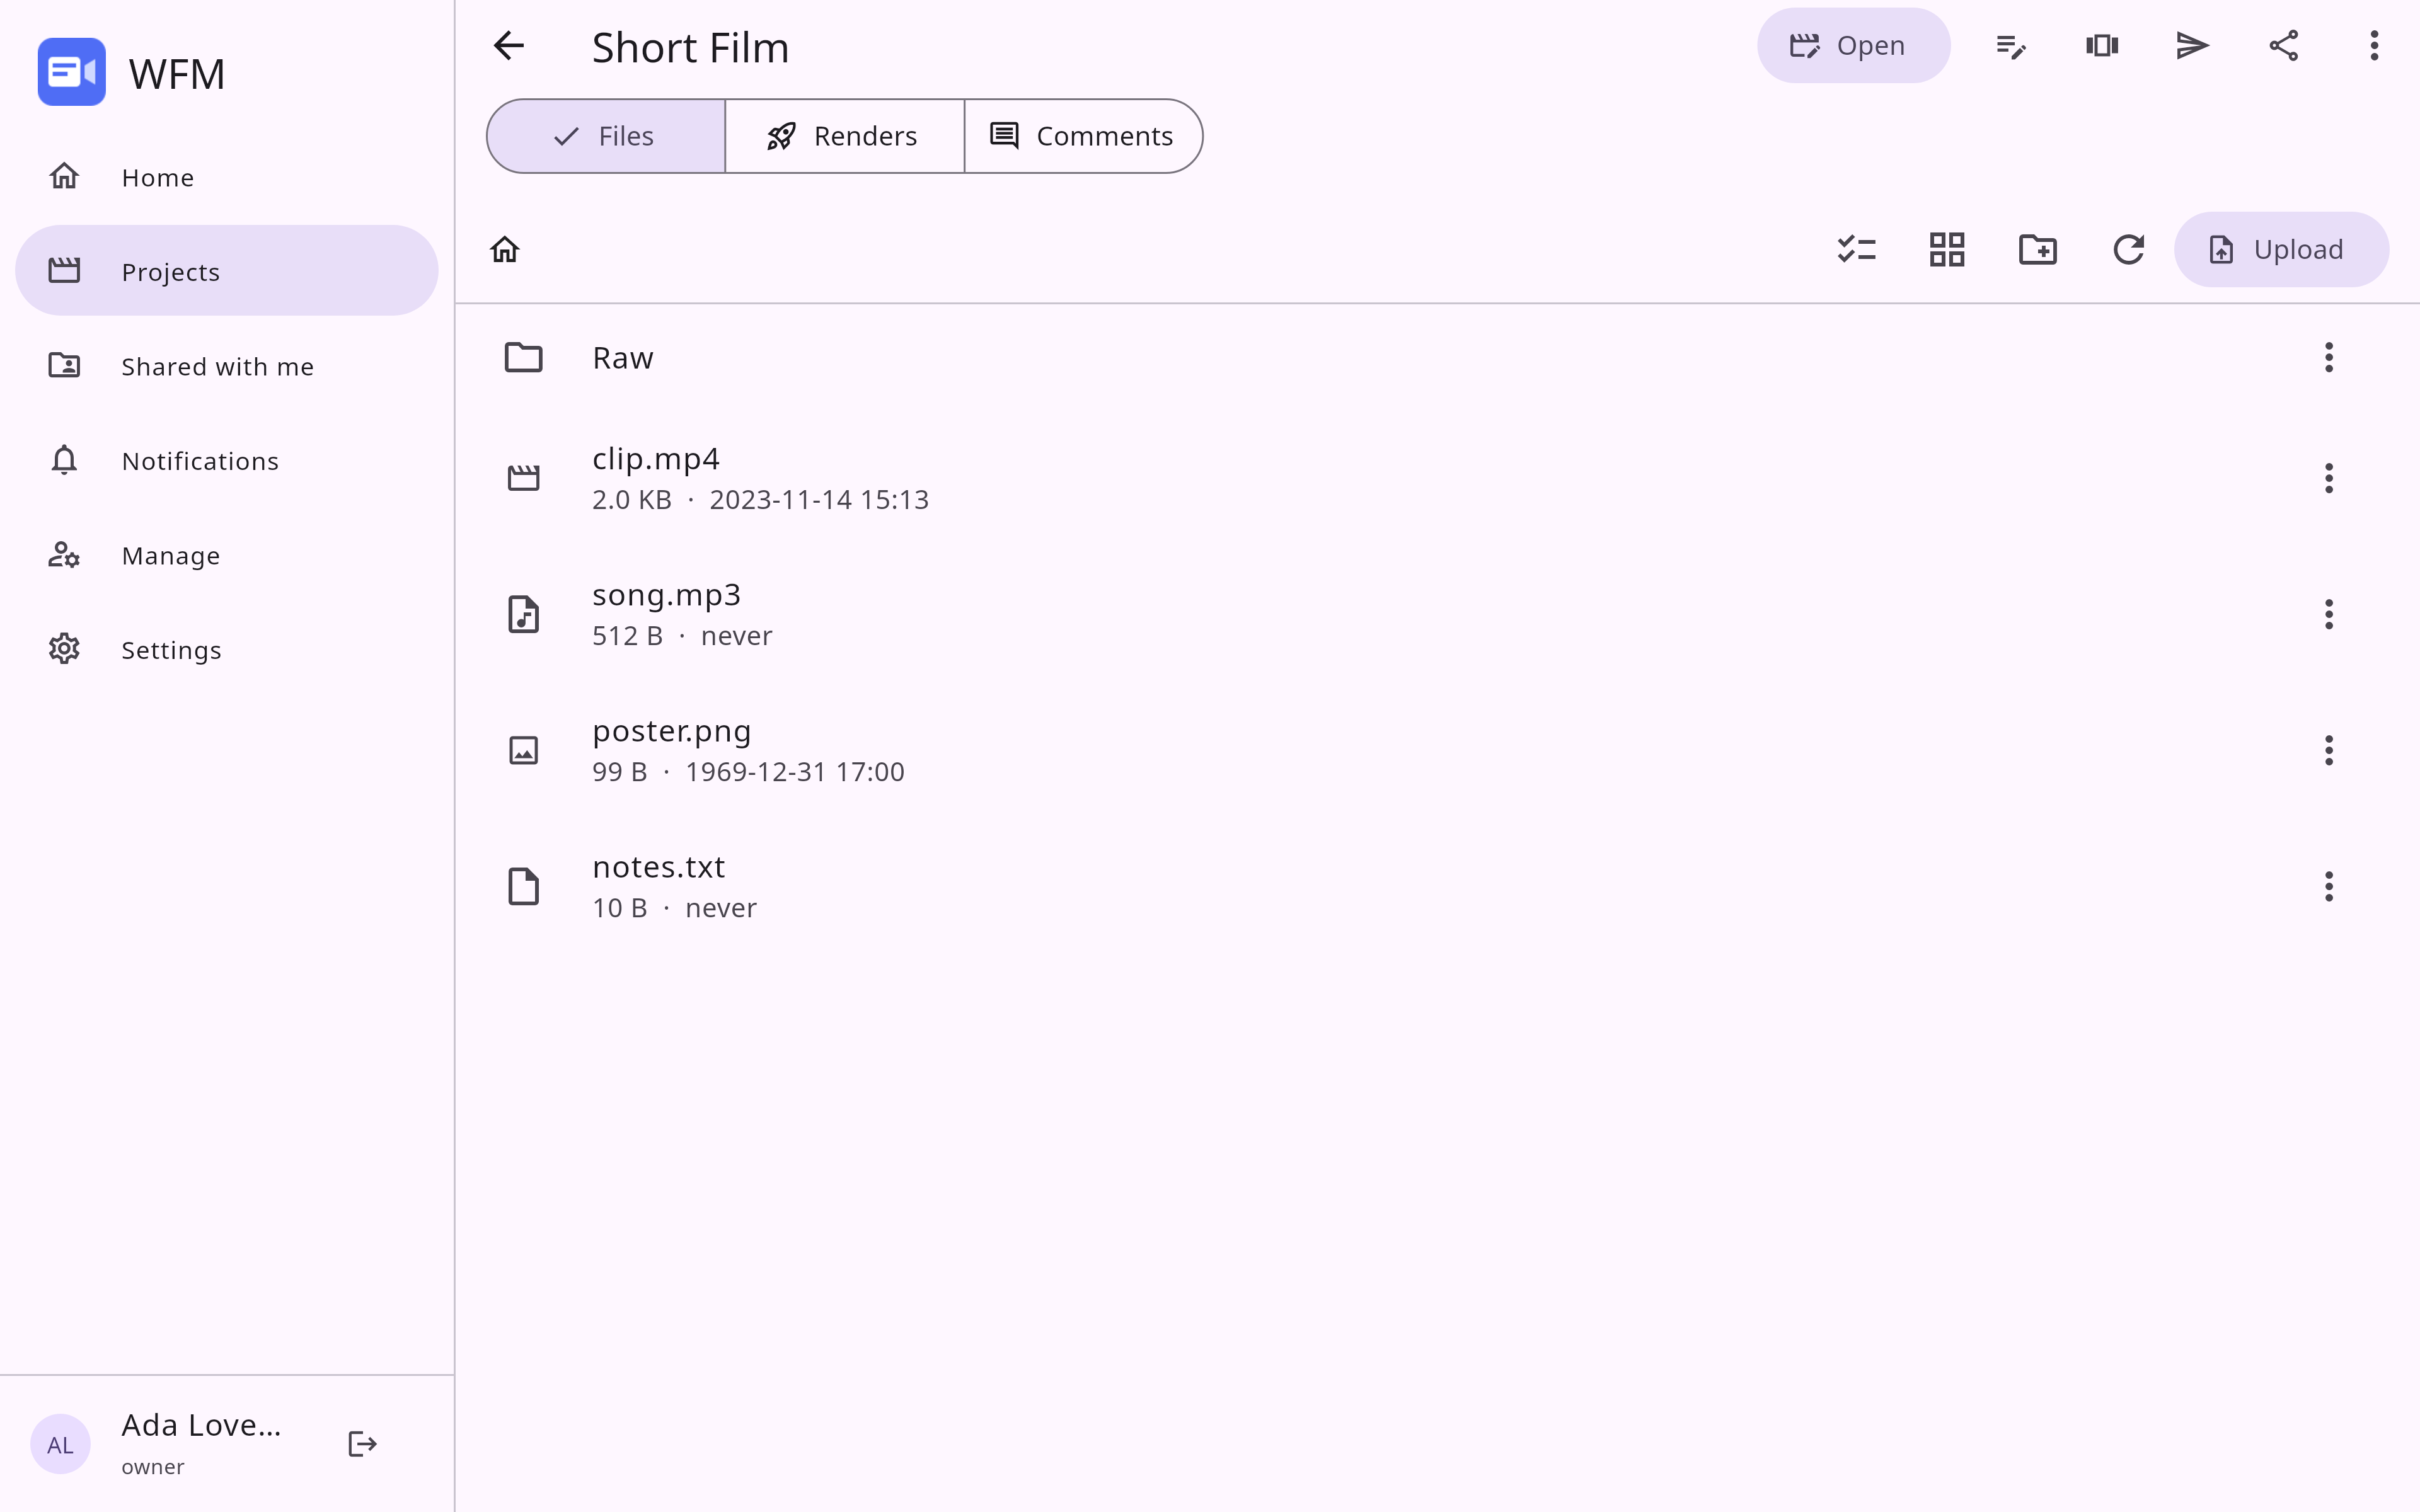 WFM
Home
Projects
Shared with me
Notifications
Manage
Settings
AL
Ada Love...
owner
Short Film
Open
Files
Renders
Comments
Upload
Raw
clip.mp4
2.0 KB · 2023-11-14 15:13
song.mp3
512 B · never
poster.png
99 B · 1969-12-31 17:00
notes.txt
10 B · never